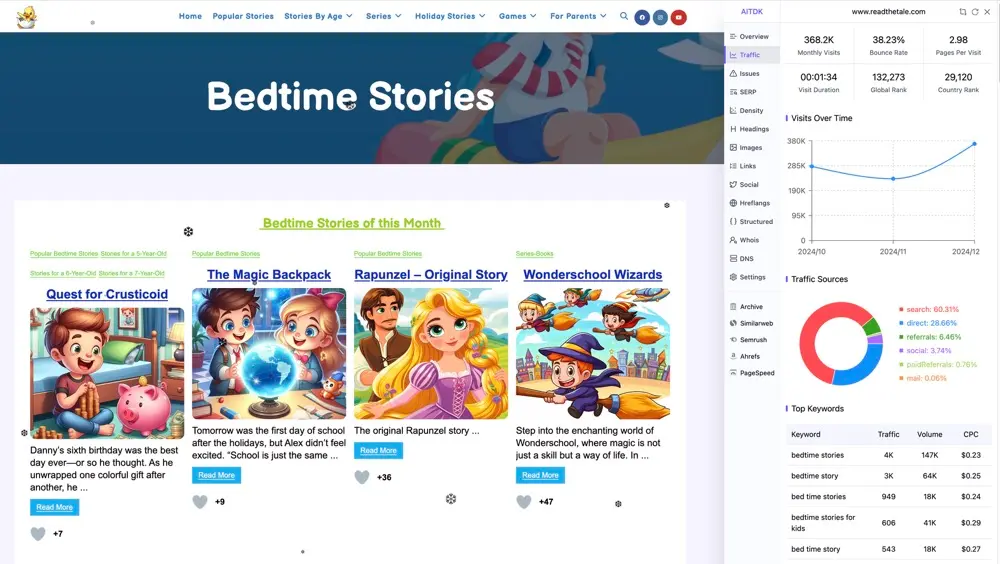 Home Popular Stories Stories By Age Series Holiday Stories Games For Parents
Bedtime Stories
Bedtime Stories of this Month
Popular Bedtime Stories Stories for a 5-Year-Old
Stories for a 6-Year-Old Stories for a 7-Year-Old
Quest for Crusticoid
Danny's sixth birthday was the best
day ever—or so he thought. As he
unwrapped one colorful gift after
another, he ...
Read More
+7
Popular Bedtime Stories
The Magic Backpack
Tomorrow was the first day of school
after the holidays, but Alex didn't feel
excited. "School is just the same ...
Read More
+9
Popular Bedtime Stories
Rapunzel – Original Story
The original Rapunzel story ...
Read More
+36
Series-Books
Wonderschool Wizards
Step into the enchanting world of
Wonderschool, where magic is not
just a skill but a way of life. In ...
Read More
+47
AITDK
Overview
Traffic
Issues
SERP
Density
Headings
Images
Links
Social
Hreflangs
Structured
Whois
DNS
Settings
Archive
Similarweb
Semrush
Ahrefs
PageSpeed
www.readthetale.com
368.2K 38.23% 2.98
Monthly Visits Bounce Rate Pages Per Visit
00:01:34 132,273 29,120
Visit Duration Global Rank Country Rank
Visits Over Time
380K
285K
190K
95K
0
2024/10 2024/11 2024/12
Traffic Sources
search: 60.31%
direct: 28.66%
referrals: 6.46%
social: 3.74%
paidReferrals: 0.76%
mail: 0.06%
Top Keywords
Keyword Traffic Volume CPC
bedtime stories 4K 147K $0.23
bedtime story 3K 64K $0.25
bed time stories 949 18K $0.24
bedtime stories for
kids 606 41K $0.29
bed time story 543 18K $0.27